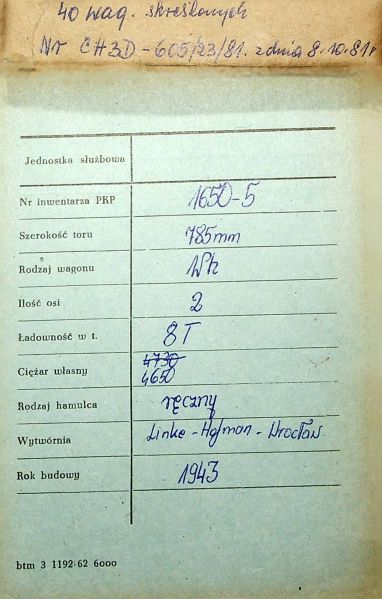 40 wag. skreślonych
Nr CH3D-605/23/81. z dnia 8.10.81r
Jednostka służbowa
Nr inwentarza PKP 1650-5
Szerokość toru 785mm
Rodzaj wagonu Wk
Ilość osi 2
Ładowność w t. 8T
4730
Ciężar własny 4650
Rodzaj hamulca ręczny
Wytwórnia Linke-Hofman-Wrocław
Rok budowy 1943
btm 3 1192-62 6000